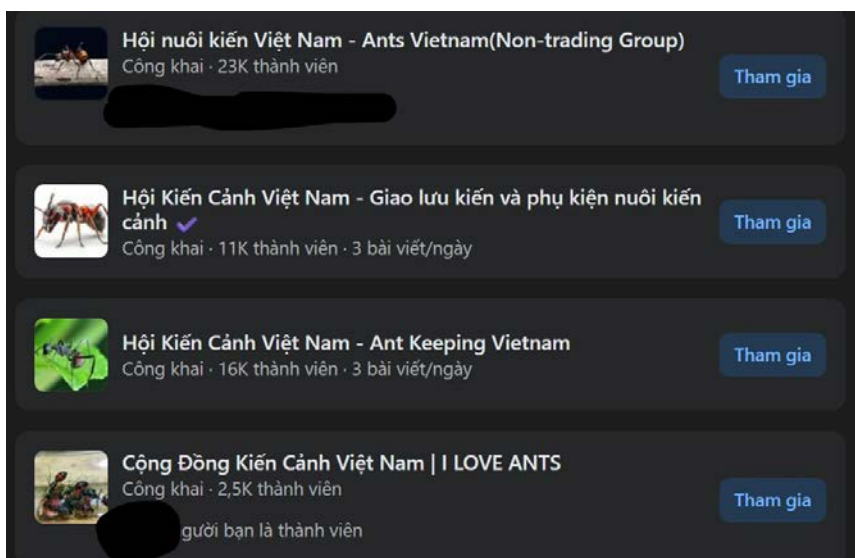 Hội nuôi kiến Việt Nam - Ants Vietnam(Non-trading Group)
Công khai · 23K thành viên
Tham gia
Hội Kiến Cảnh Việt Nam - Giao lưu kiến và phụ kiện nuôi kiến
cảnh
Công khai · 11K thành viên · 3 bài viết/ngày
Tham gia
Hội Kiến Cảnh Việt Nam - Ant Keeping Vietnam
Công khai · 16K thành viên · 3 bài viết/ngày
Tham gia
Cộng Đồng Kiến Cảnh Việt Nam | I LOVE ANTS
Công khai · 2,5K thành viên
Tham gia
gười bạn là thành viên